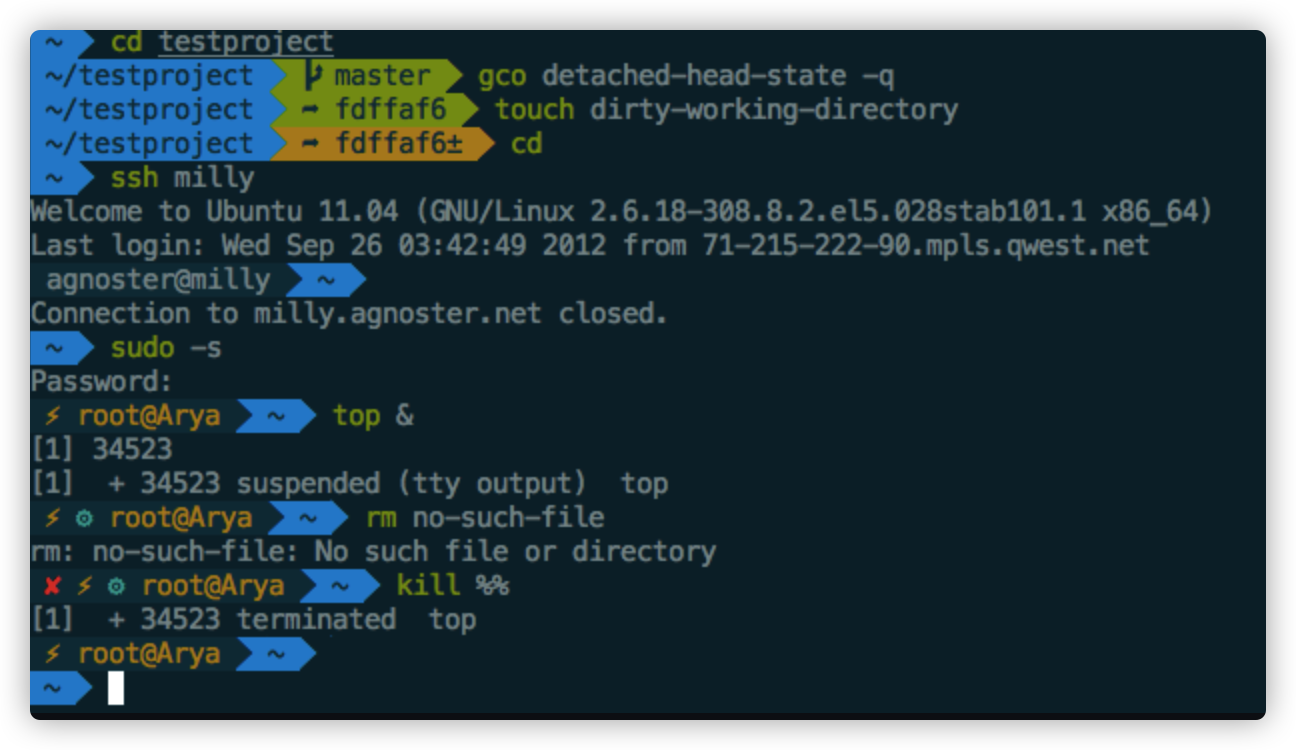 ~ cd testproject
~/testproject master gco detached-head-state -q
~/testproject ➦ fdffaf6 touch dirty-working-directory
~/testproject ➦ fdffaf6± cd
~ ssh milly
Welcome to Ubuntu 11.04 (GNU/Linux 2.6.18-308.8.2.el5.028stab101.1 x86_64)
Last login: Wed Sep 26 03:42:49 2012 from 71-215-222-90.mpls.qwest.net
agnoster@milly ~
Connection to milly.agnoster.net closed.
~ sudo -s
Password:
⚡ root@Arya ~ top &
[1] 34523
[1]  + 34523 suspended (tty output)  top
⚡ ⚙ root@Arya ~ rm no-such-file
rm: no-such-file: No such file or directory
✘ ⚡ ⚙ root@Arya ~ kill %%
[1]  + 34523 terminated  top
⚡ root@Arya ~
~